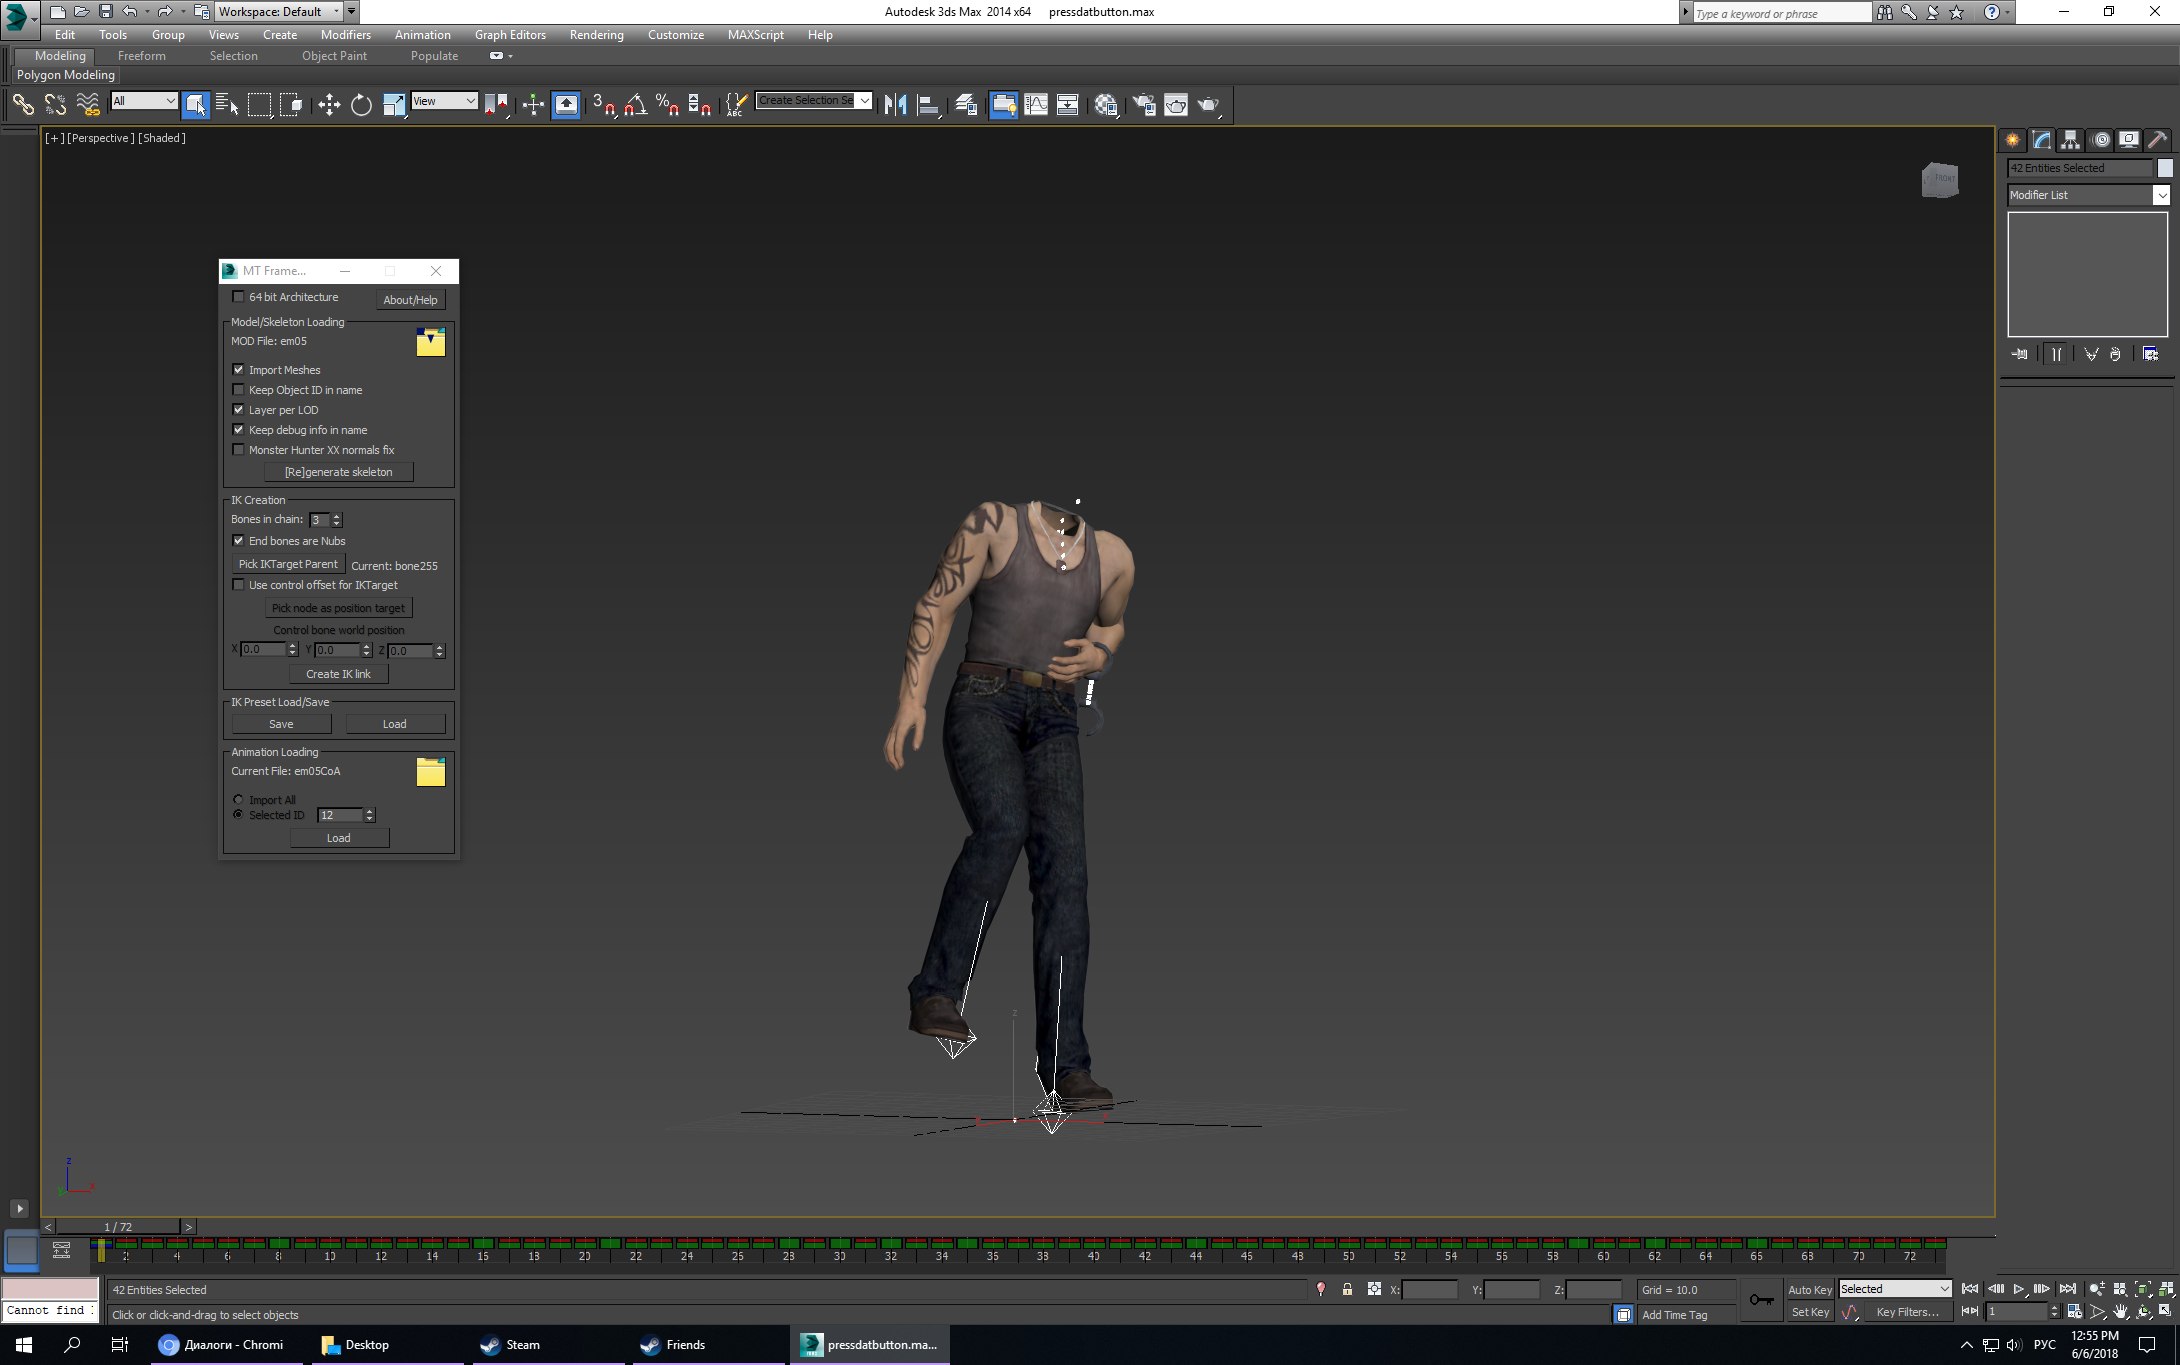 Workspace: Default
Autodesk 3ds Max 2014 x64 pressdatbutton.max
Type a keyword or phrase
Edit Tools Group Views Create Modifiers Animation Graph Editors Rendering Customize MAXScript Help
Modeling Freeform Selection Object Paint Populate
Polygon Modeling
All View Create Selection Se
[+] [Perspective] [Shaded]
FRONT
42 Entities Selected
Modifier List
MT Frame...
64 bit Architecture About/Help
Model/Skeleton Loading
MOD File: em05
Import Meshes
Keep Object ID in name
Layer per LOD
Keep debug info in name
Monster Hunter XX normals fix
[Re]generate skeleton
IK Creation
Bones in chain: 3
End bones are Nubs
Pick IKTarget Parent Current: bone255
Use control offset for IKTarget
Pick node as position target
Control bone world position
X 0.0 Y 0.0 Z 0.0
Create IK link
IK Preset Load/Save
Save Load
Animation Loading
Current File: em05CoA
Import All
Selected ID 12
Load
z
z
x
y
< 1 / 72 >
2 4 6 8 10 12 14 16 18 20 22 24 26 28 30 32 34 36 38 40 42 44 46 48 50 52 54 56 58 60 62 64 66 68 70 72
42 Entities Selected X: Y: Z: Grid = 10.0 Auto Key Selected
Cannot find
Click or click-and-drag to select objects Add Time Tag Set Key Key Filters... 1
Диалоги - Chromi Desktop Steam Friends pressdatbutton.ma... РУС 12:55 PM
6/6/2018